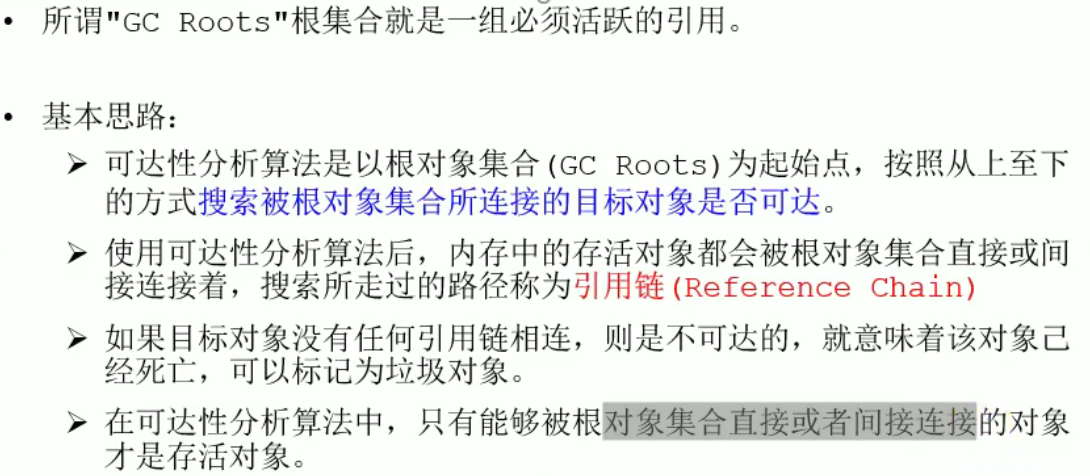 • 所谓"GC Roots"根集合就是一组必须活跃的引用。
• 基本思路：
➢ 可达性分析算法是以根对象集合(GC Roots)为起始点，按照从上至下
的方式搜索被根对象集合所连接的目标对象是否可达。
➢ 使用可达性分析算法后，内存中的存活对象都会被根对象集合直接或间
接连接着，搜索所走过的路径称为引用链(Reference Chain)
➢ 如果目标对象没有任何引用链相连，则是不可达的，就意味着该对象己
经死亡，可以标记为垃圾对象。
➢ 在可达性分析算法中，只有能够被根对象集合直接或者间接连接的对象
才是存活对象。